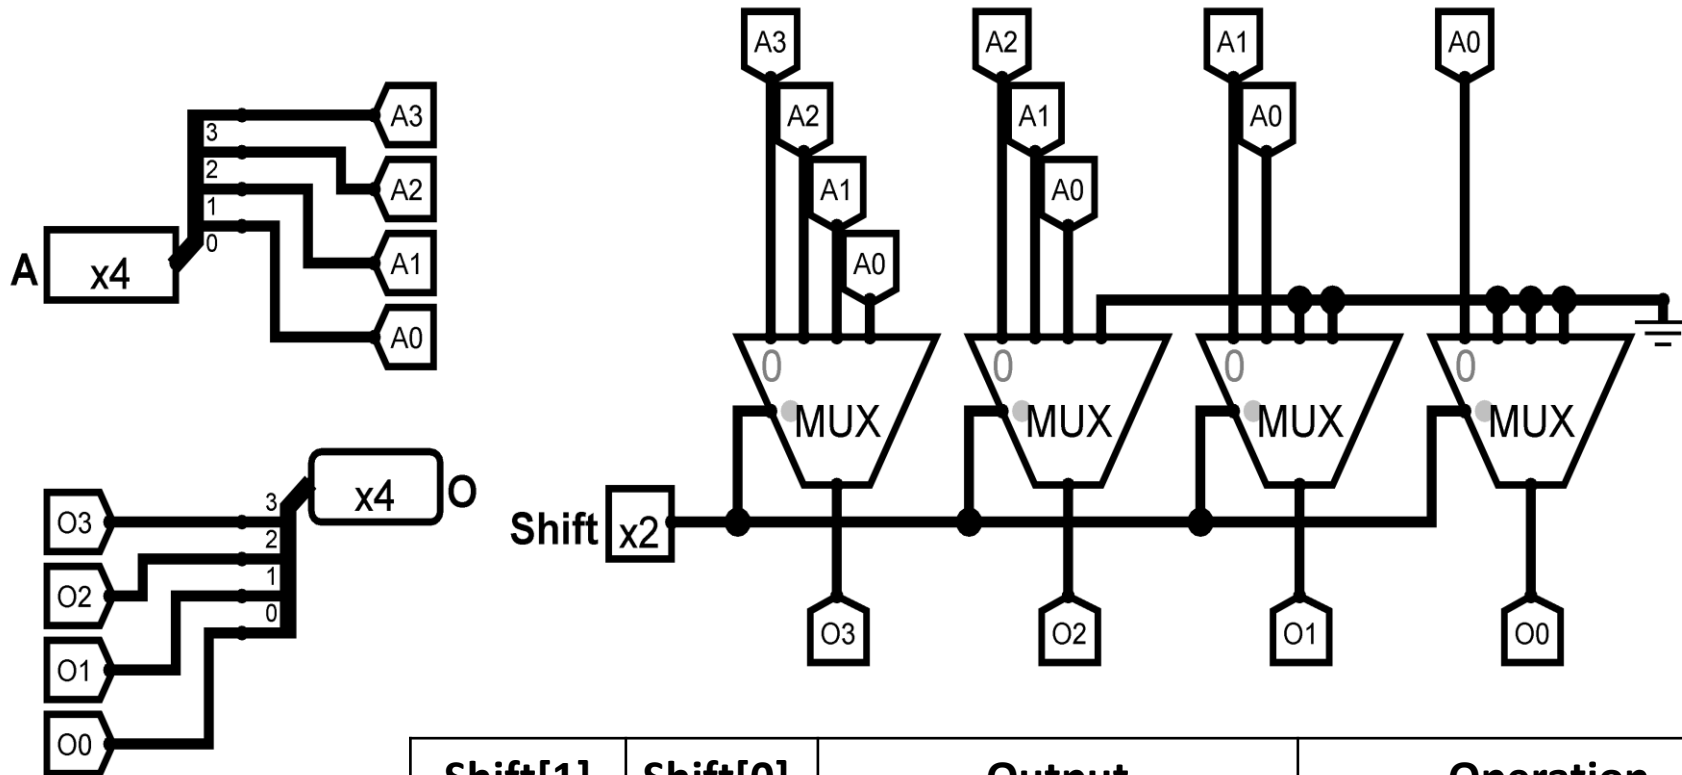 A3
A2
A1
A0
3
2
1
0
A
x4
A3
A2
A1
A0
A2
A1
A0
A1
A0
A0
0
MUX
0
MUX
0
MUX
0
MUX
x4
O
3
2
1
0
O3
O2
O1
O0
Shift
x2
O3
O2
O1
O0
Shift[1]
Shift[0]
Output
Operation